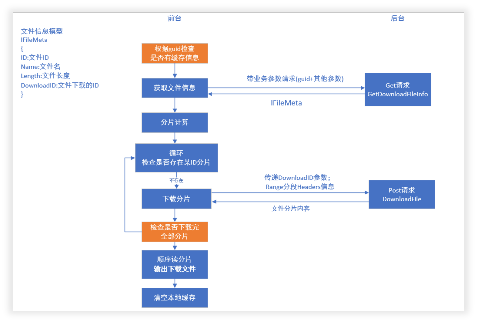 前台
后台
文件信息模型
IFileMeta
{
ID:文件ID
Name:文件名
Length:文件长度
DownloadID:文件下载的ID
}
根据guid检查
是否有缓存信息
获取文件信息
带业务参数请求(guid/其他参数)
IFileMeta
Get请求
GetDownloadFileInfo
分片计算
循环
检查是否存在某ID分片
不存在
下载分片
传递DownloadID参数；
Range分段Headers信息
文件分片内容
Post请求
DownloadFile
检查是否下载完
全部分片
顺序读分片
输出下载文件
清空本地缓存